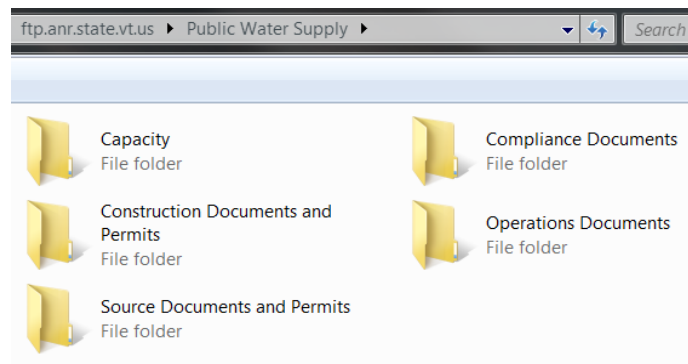 ftp.anr.state.vt.us ▸ Public Water Supply ▸
Search
Capacity
File folder
Compliance Documents
File folder
Construction Documents and
Permits
File folder
Operations Documents
File folder
Source Documents and Permits
File folder